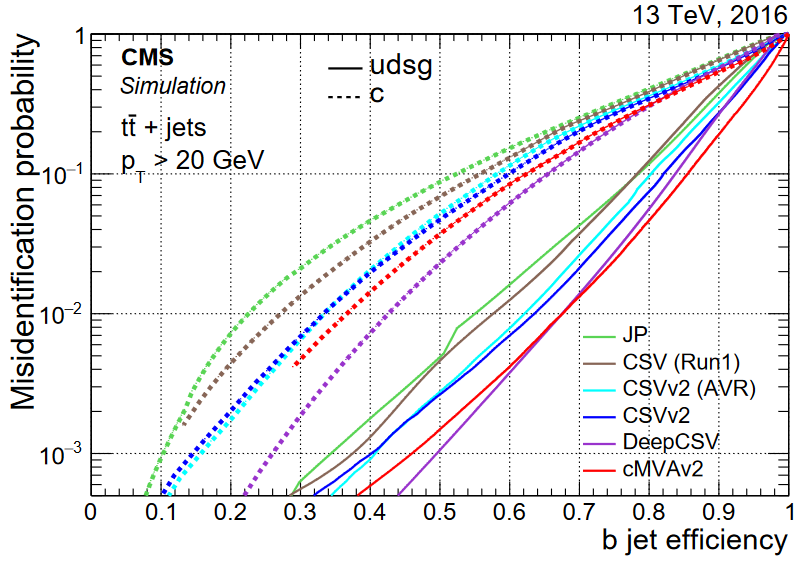 13 TeV, 2016
CMS
Simulation
tt̄ + jets
pT > 20 GeV
udsg
c
Misidentification probability
1
10⁻¹
10⁻²
10⁻³
JP
CSV (Run1)
CSVv2 (AVR)
CSVv2
DeepCSV
cMVAv2
0 0.1 0.2 0.3 0.4 0.5 0.6 0.7 0.8 0.9 1
b jet efficiency